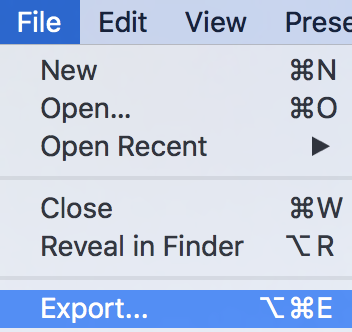 File Edit View Prese
New ⌘N
Open... ⌘O
Open Recent ▶
Close ⌘W
Reveal in Finder ⌥R
Export... ⌥⌘E